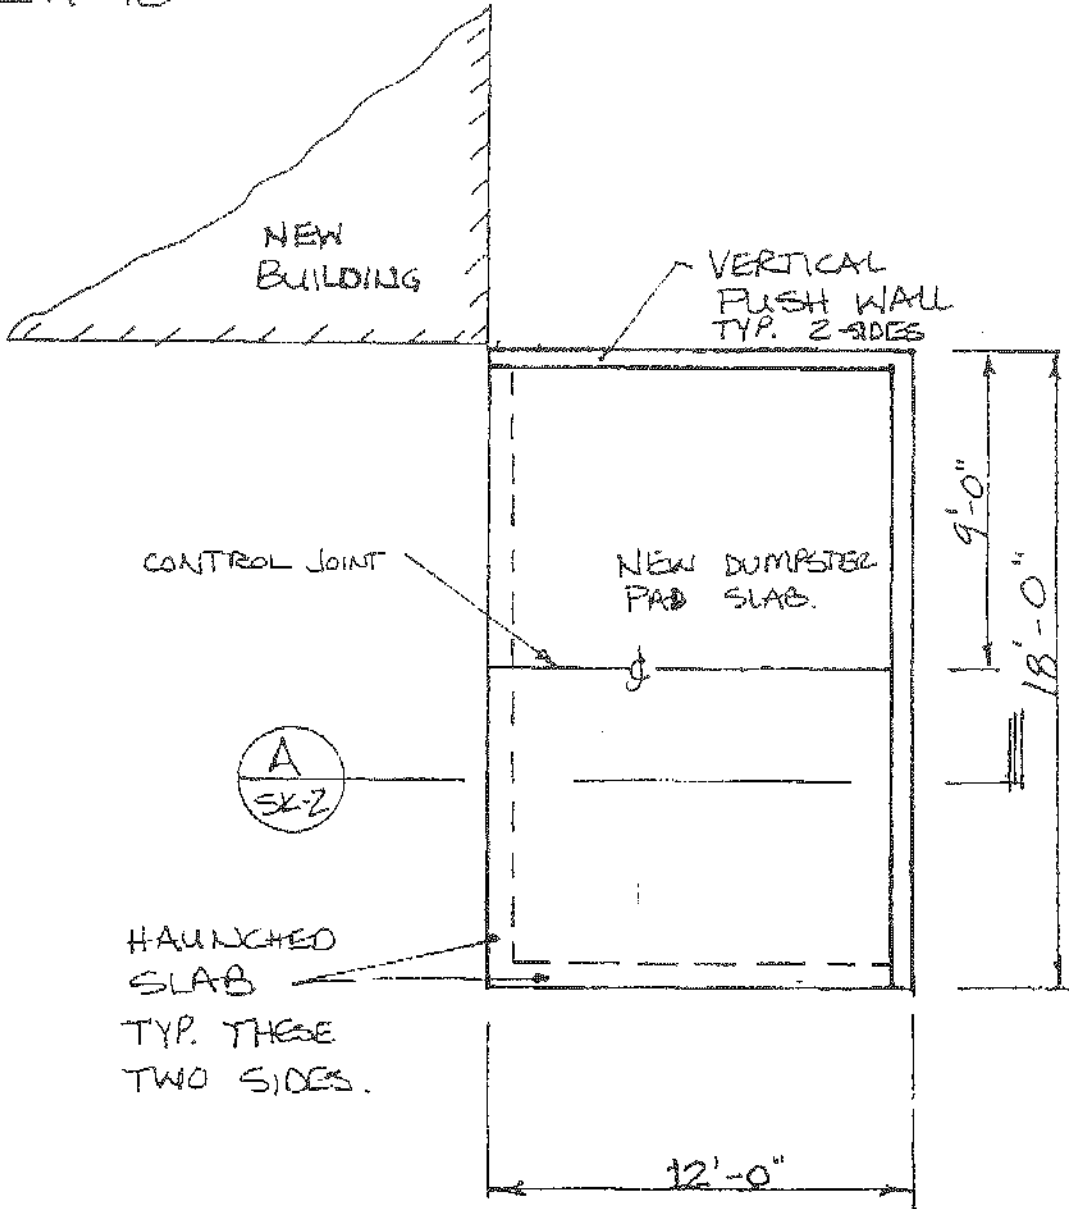 NEW
BUILDING
VERTICAL
PUSH WALL
TYP. 2 SIDES
9'-0"
18'-0"
CONTROL JOINT
NEW DUMPSTER
PAD SLAB.
℄
A
SK-2
HAUNCHED
SLAB
TYP. THESE
TWO SIDES.
12'-0"